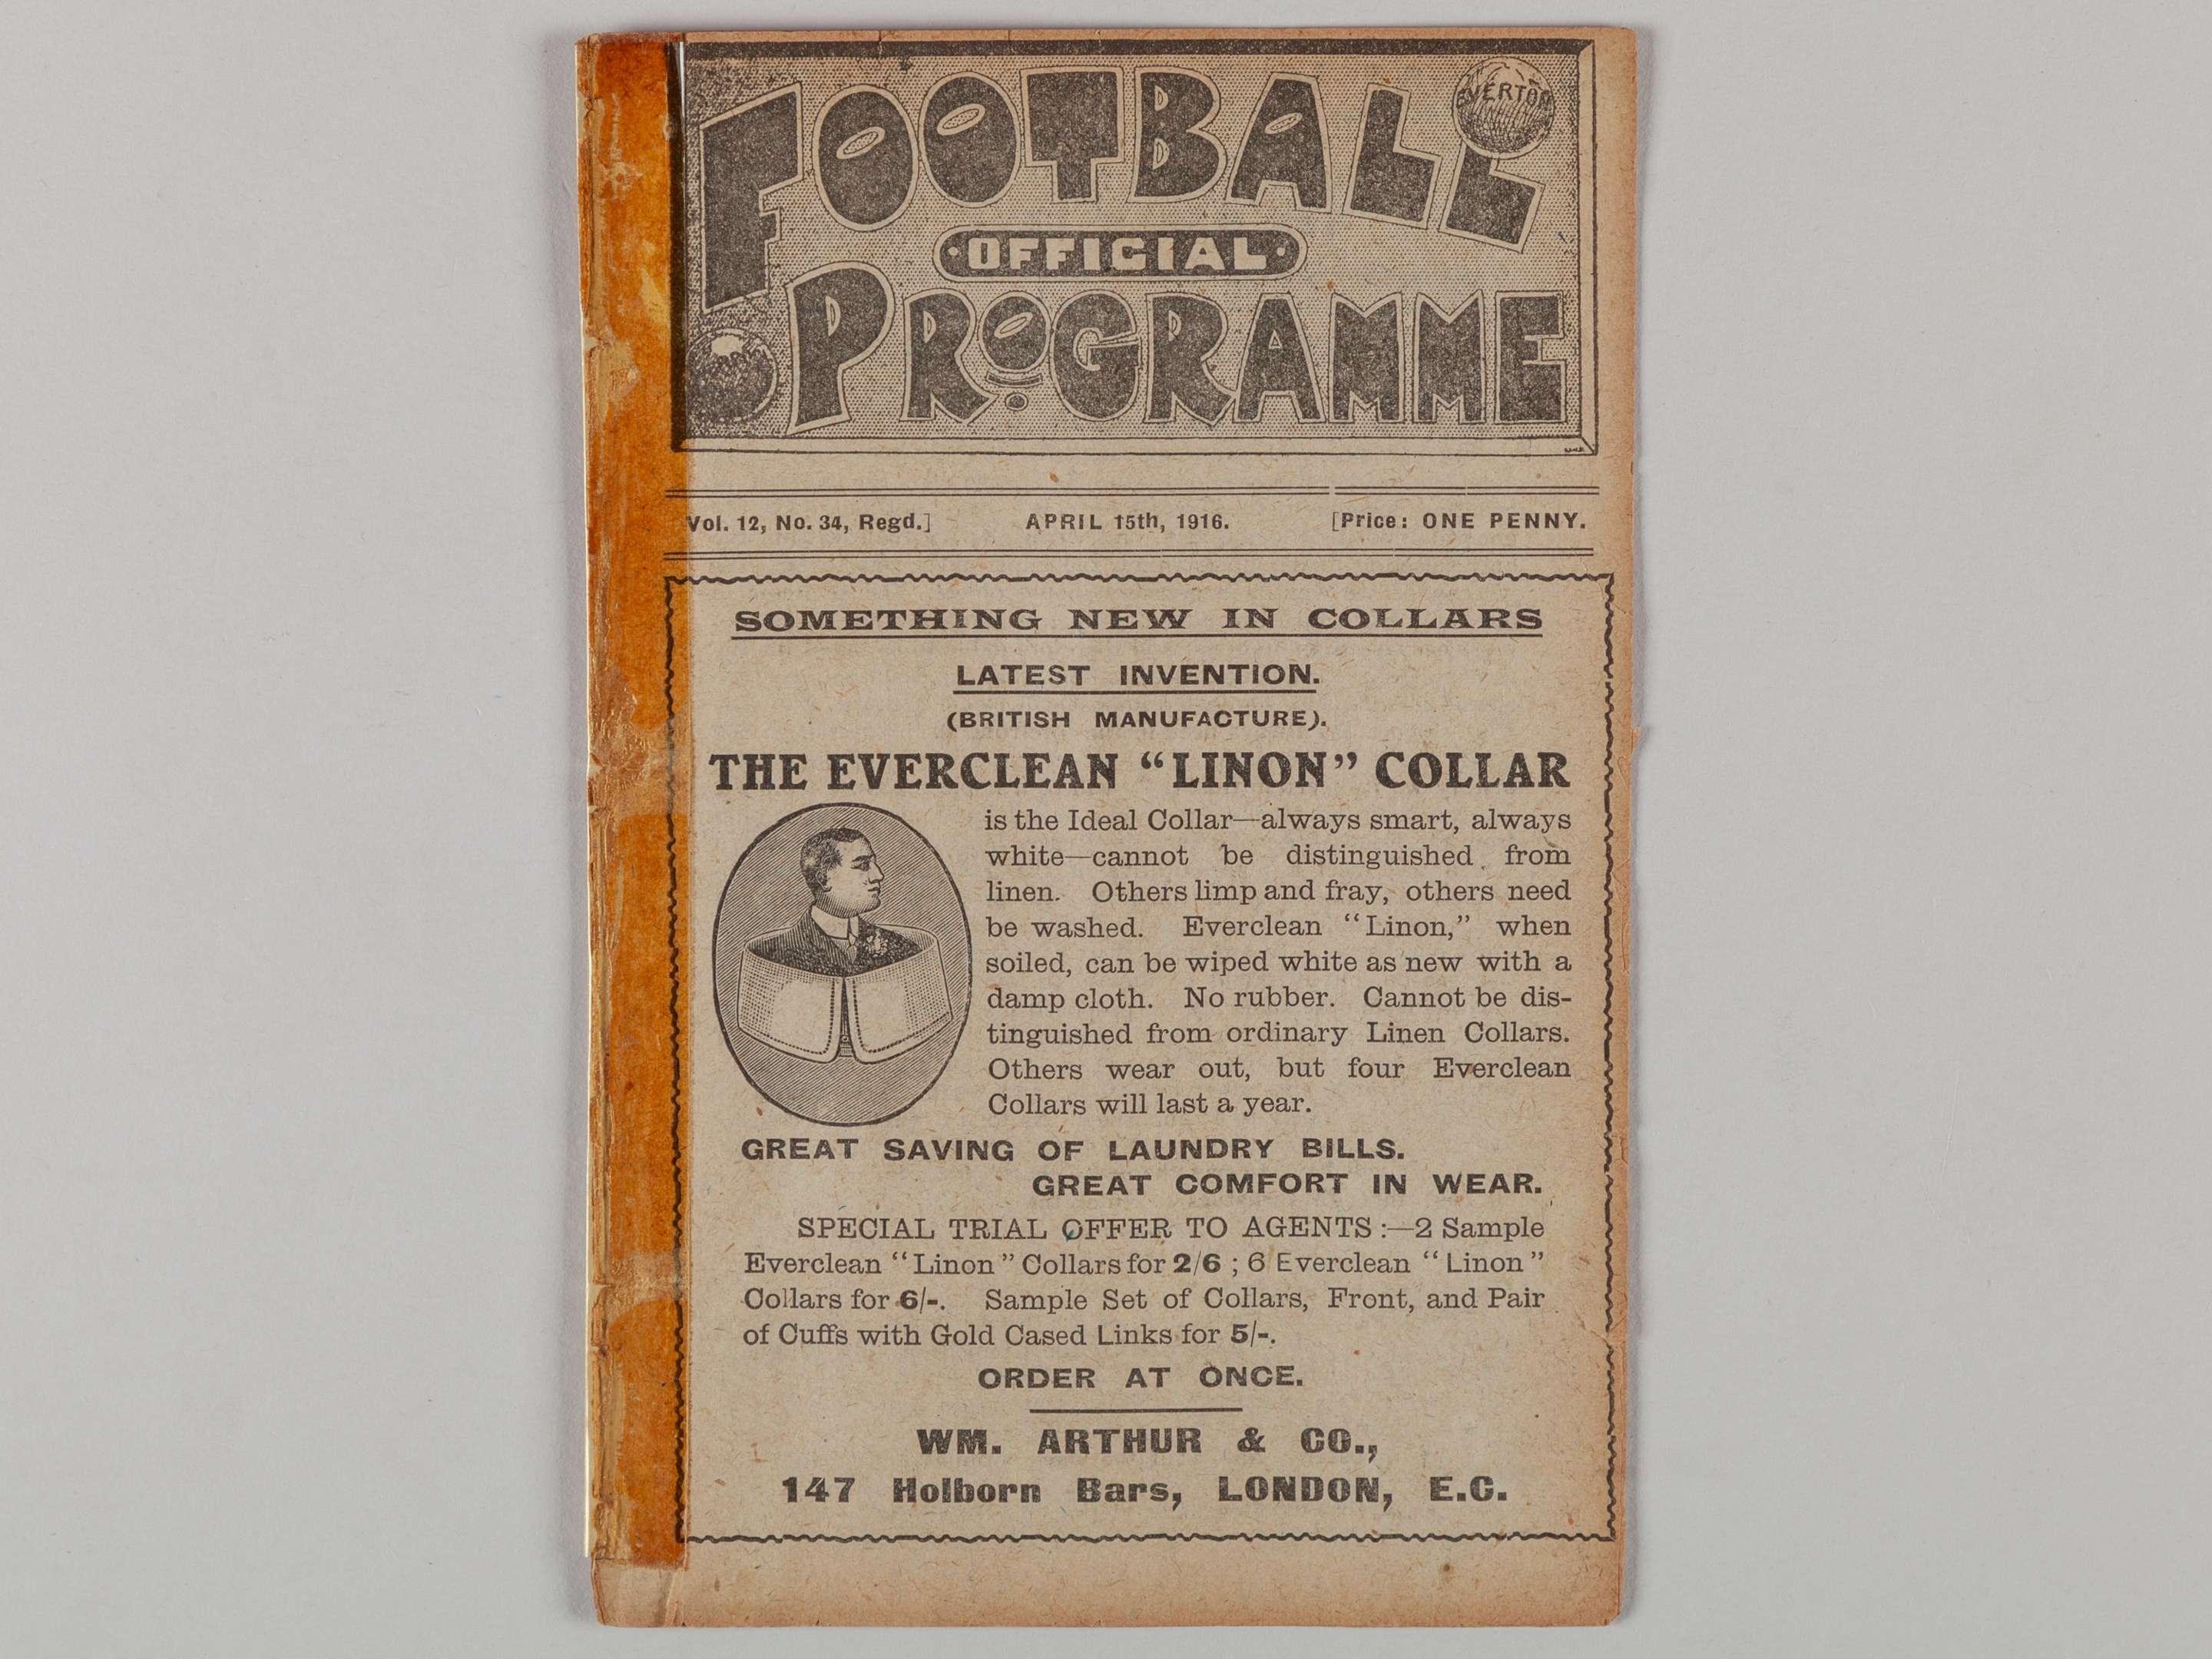 FOOTBALL
EVERTON
·OFFICIAL·
PROGRAMME
Vol. 12, No. 34, Regd.] APRIL 15th, 1916. [Price: ONE PENNY.
SOMETHING NEW IN COLLARS
LATEST INVENTION.
(BRITISH MANUFACTURE).
THE EVERCLEAN “LINON” COLLAR
is the Ideal Collar—always smart, always
white—cannot be distinguished from
linen. Others limp and fray, others need
be washed. Everclean “Linon,” when
soiled, can be wiped white as new with a
damp cloth. No rubber. Cannot be dis-
tinguished from ordinary Linen Collars.
Others wear out, but four Everclean
Collars will last a year.
GREAT SAVING OF LAUNDRY BILLS.
GREAT COMFORT IN WEAR.
SPECIAL TRIAL OFFER TO AGENTS:—2 Sample
Everclean “Linon” Collars for 2/6; 6 Everclean “Linon”
Collars for 6/-. Sample Set of Collars, Front, and Pair
of Cuffs with Gold Cased Links for 5/-.
ORDER AT ONCE.
WM. ARTHUR & CO.,
147 Holborn Bars, LONDON, E.C.